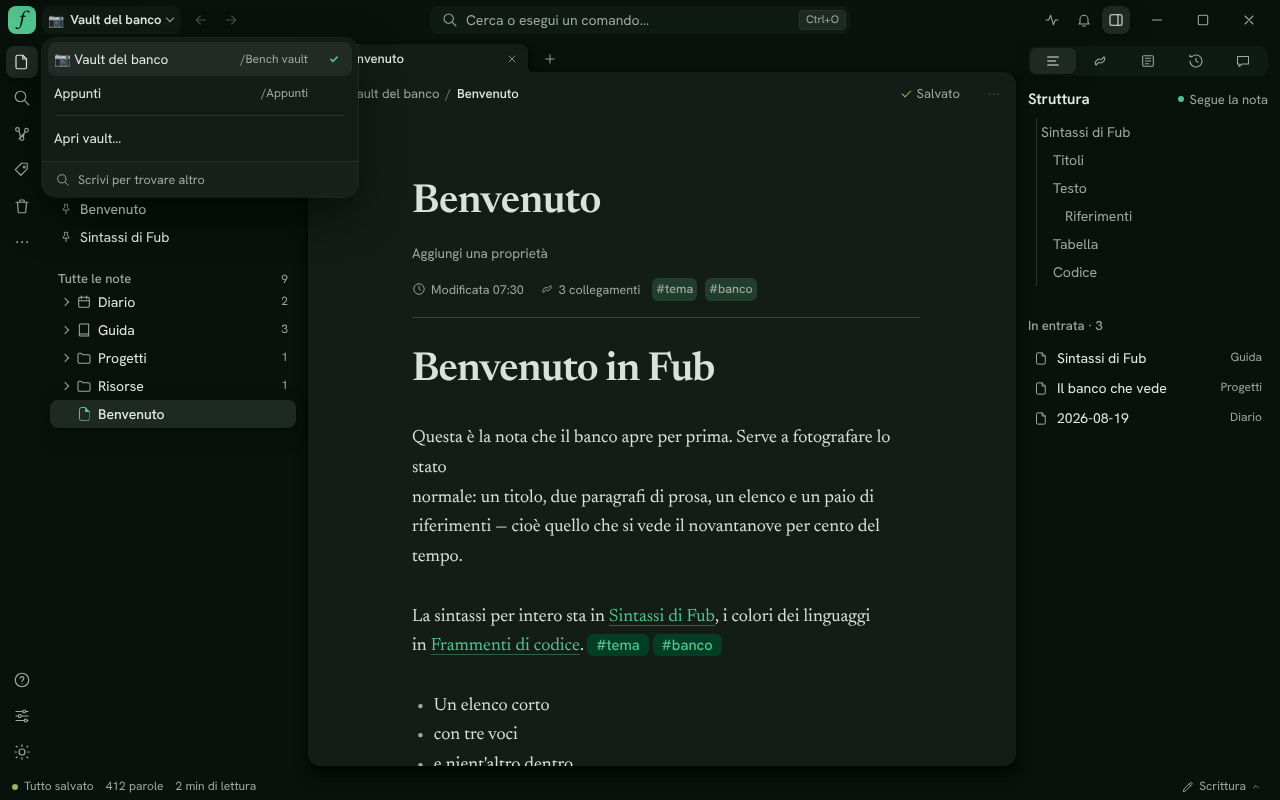 f
Vault del banco
Cerca o esegui un comando...
Ctrl+O
Vault del banco
/Bench vault
Appunti
/Appunti
Apri vault...
Scrivi per trovare altro
Benvenuto
Sintassi di Fub
Tutte le note
9
Diario
2
Guida
3
Progetti
1
Risorse
1
Benvenuto
nvenuto
ault del banco / Benvenuto
Salvato
Benvenuto
Aggiungi una proprietà
Modificata 07:30
3 collegamenti
#tema
#banco
Benvenuto in Fub
Questa è la nota che il banco apre per prima. Serve a fotografare lo
stato
normale: un titolo, due paragrafi di prosa, un elenco e un paio di
riferimenti — cioè quello che si vede il novantanove per cento del
tempo.
La sintassi per intero sta in Sintassi di Fub, i colori dei linguaggi
in Frammenti di codice. #tema #banco
• Un elenco corto
• con tre voci
• e nient'altro dentro
Struttura
Segue la nota
Sintassi di Fub
Titoli
Testo
Riferimenti
Tabella
Codice
In entrata · 3
Sintassi di Fub
Guida
Il banco che vede
Progetti
2026-08-19
Diario
Tutto salvato
412 parole
2 min di lettura
Scrittura